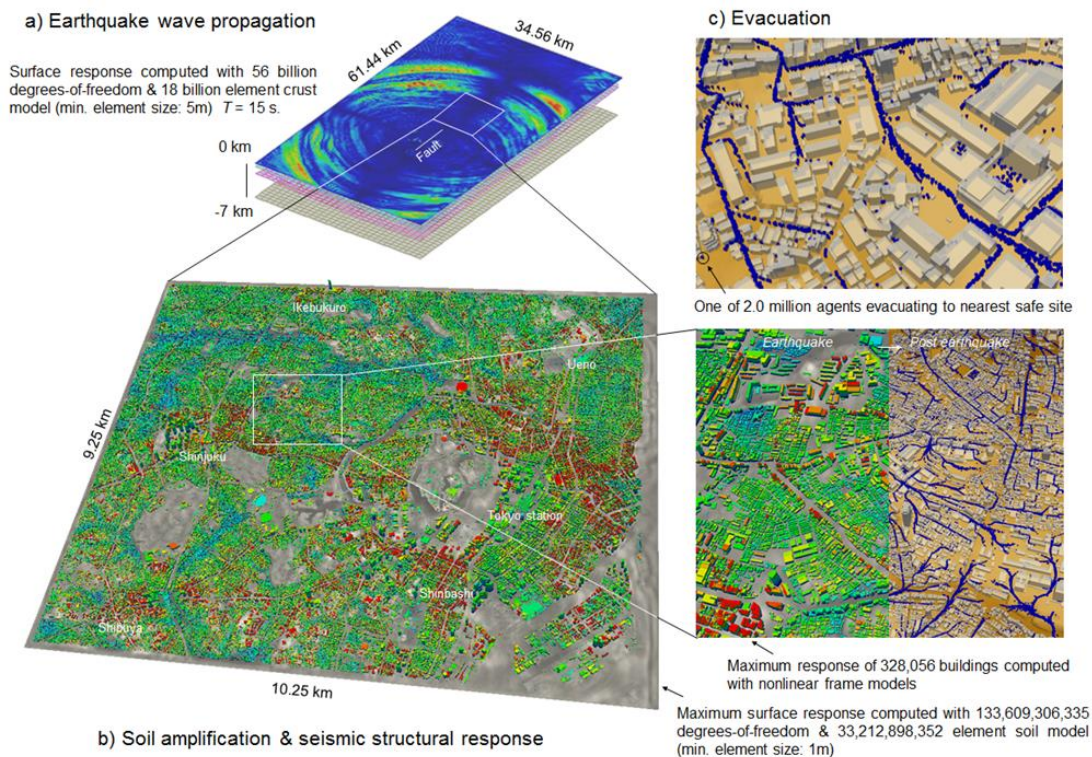 a) Earthquake wave propagation
Surface response computed with 56 billion
degrees-of-freedom & 18 billion element crust
model (min. element size: 5m) T = 15 s.
61.44 km
34.56 km
Fault
0 km
-7 km
Ikebukuro
Ueno
Shinjuku
Tokyo station
Shinbashi
Shibuya
9.25 km
10.25 km
b) Soil amplification & seismic structural response
c) Evacuation
One of 2.0 million agents evacuating to nearest safe site
Earthquake
Post earthquake
Maximum response of 328,056 buildings computed
with nonlinear frame models
Maximum surface response computed with 133,609,306,335
degrees-of-freedom & 33,212,898,352 element soil model
(min. element size: 1m)